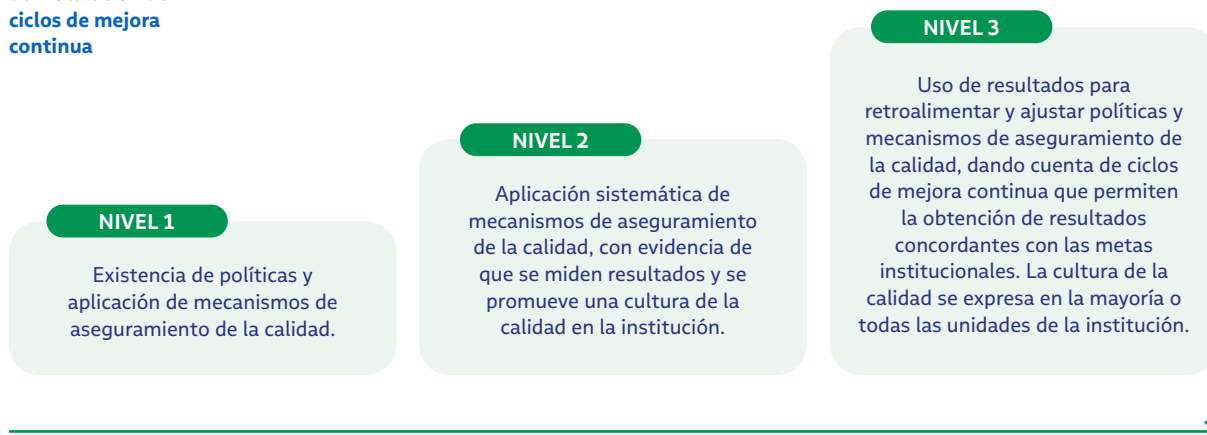 ciclos de mejora
continua
NIVEL 1
Existencia de políticas y
aplicación de mecanismos de
aseguramiento de la calidad.
NIVEL 2
Aplicación sistemática de
mecanismos de aseguramiento
de la calidad, con evidencia de
que se miden resultados y se
promueve una cultura de la
calidad en la institución.
NIVEL 3
Uso de resultados para
retroalimentar y ajustar políticas y
mecanismos de aseguramiento de
la calidad, dando cuenta de ciclos
de mejora continua que permiten
la obtención de resultados
concordantes con las metas
institucionales. La cultura de la
calidad se expresa en la mayoría o
todas las unidades de la institución.